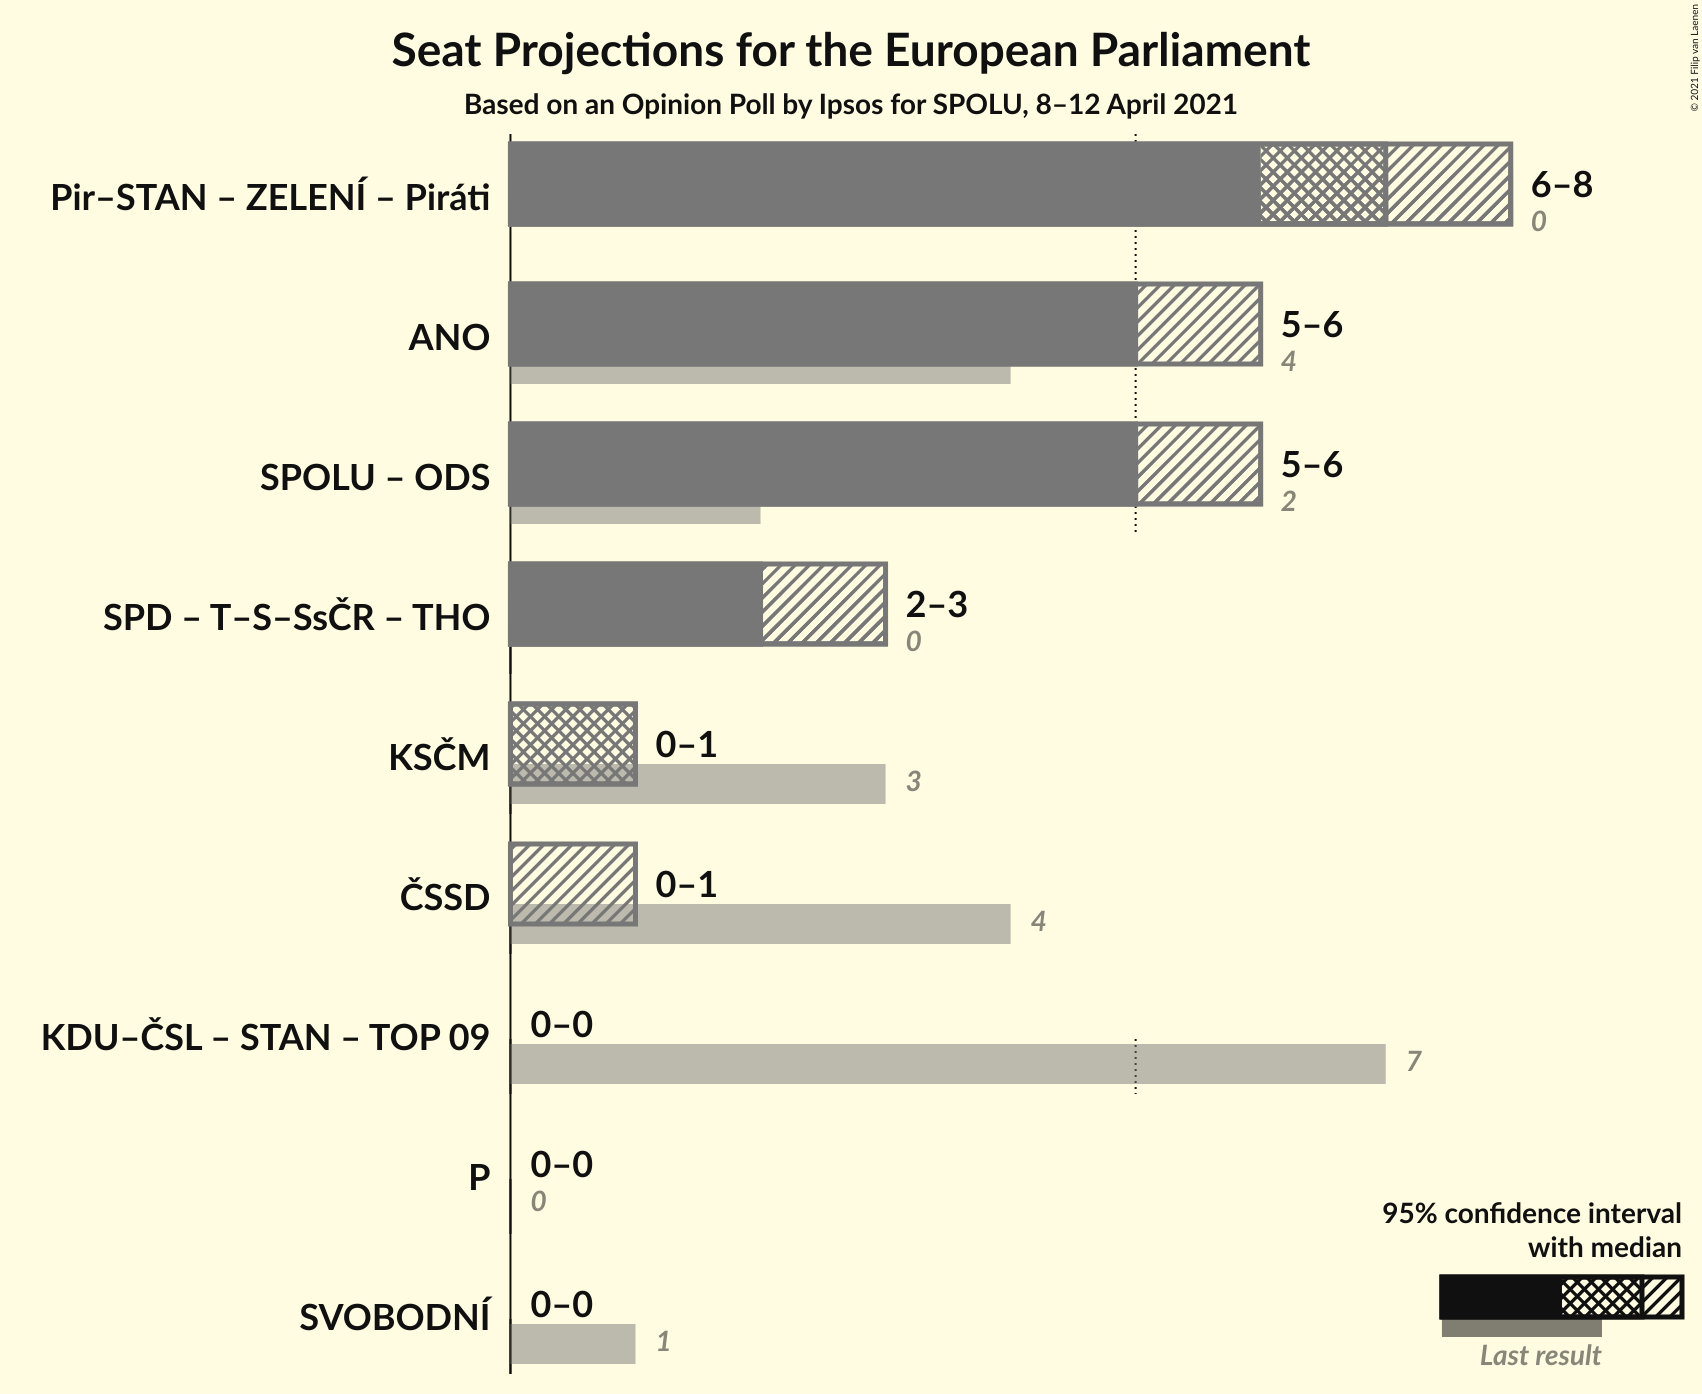 Seat Projections for the European Parliament
Based on an Opinion Poll by Ipsos for SPOLU, 8–12 April 2021
© 2021 Filip van Laenen
Pir–STAN – ZELENÍ – Piráti
6–8
0
ANO
5–6
4
SPOLU – ODS
5–6
2
SPD – T–S–SsČR – THO
2–3
0
KSČM
0–1
3
ČSSD
0–1
4
KDU–ČSL – STAN – TOP 09
0–0
7
P
0–0
0
SVOBODNÍ
0–0
1
95% confidence interval
with median
Last result